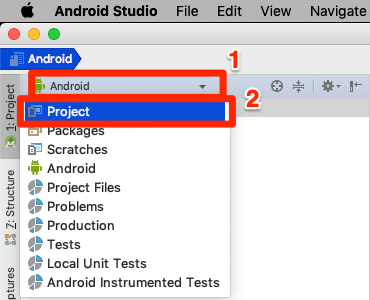 Android Studio File Edit View Navigate
Android
1
Android
2
Project
Packages
Scratches
Android
Project Files
Problems
Production
Tests
Local Unit Tests
Android Instrumented Tests
1: Project
Z: Structure
ptures